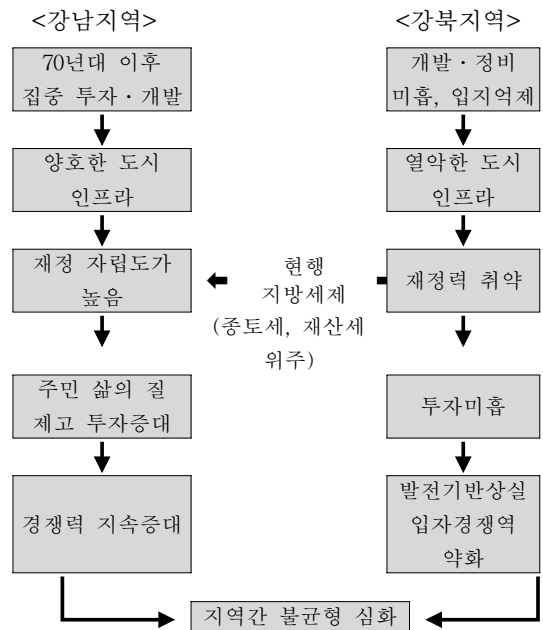 <강남지역>
70년대 이후
집중 투자·개발
양호한 도시
인프라
재정 자립도가
높음
주민 삶의 질
제고 투자증대
경쟁력 지속증대
현행
지방세제
(종토세, 재산세
위주)
<강북지역>
개발·정비
미흡, 입지억제
열악한 도시
인프라
재정력 취약
투자미흡
발전기반상실
입자경쟁역
약화
지역간 불균형 심화